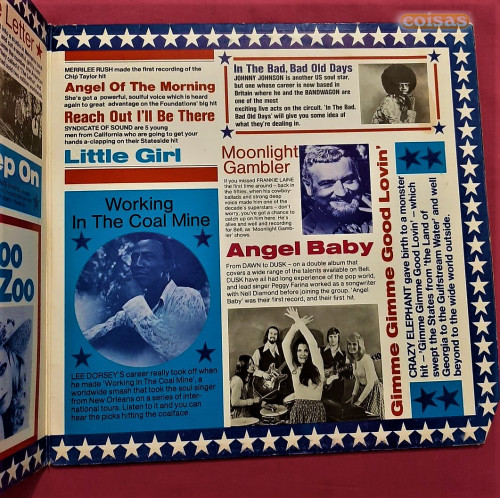 coisas
Letter
ep On
oo
Zoo
MERRILEE RUSH made the first recording of the
Chip Taylor hit
Angel Of The Morning
She's got a powerful, soulful voice which is heard
again to great advantage on the Foundations' big hit
Reach Out I'll Be There
SYNDICATE OF SOUND are 5 young
men from California who are going to get your
hands a-clapping on their Stateside hit
Little Girl
In The Bad, Bad Old Days
JOHNNY JOHNSON is another US soul star,
but one whose career is now based in
Britain where he and the BANDWAGON are
one of the most
exciting live acts on the circuit. 'In The Bad,
Bad Old Days' will give you some idea of
what they're dealing in.
Working
In The Coal Mine
LEE DORSEY'S career really took off when
he made 'Working In The Coal Mine', a
worldwide smash that took the soul singer
from New Orleans on a series of inter-
national tours. Listen to it and you can
hear the picks hitting the coalface.
Moonlight
Gambler
If you missed FRANKIE LAINE
the first time around – back in
the fifties, when his cowboy-
ballads and strong deep
voice made him one of the
decade's superstars – don't
worry, you've got a chance to
catch up on him here. He's
alive and well and recording
for Bell, as 'Moonlight Gamb-
ler' shows.
Angel Baby
From DAWN to DUSK – on a double album that
covers a wide range of the talents available on Bell.
DUSK have all had long experience of the pop world,
and lead singer Peggy Farina worked as a songwriter
with Neil Diamond before joining the group. 'Angel
Baby' was their first record, and their first hit.
Gimme Gimme Good Lovin'
CRAZY ELEPHANT gave birth to a monster
hit – 'Gimme Gimme Good Lovin' – which
swept the States from 'the Land of
Georgia to the Gulfstream Water' and well
beyond to the wide world outside.